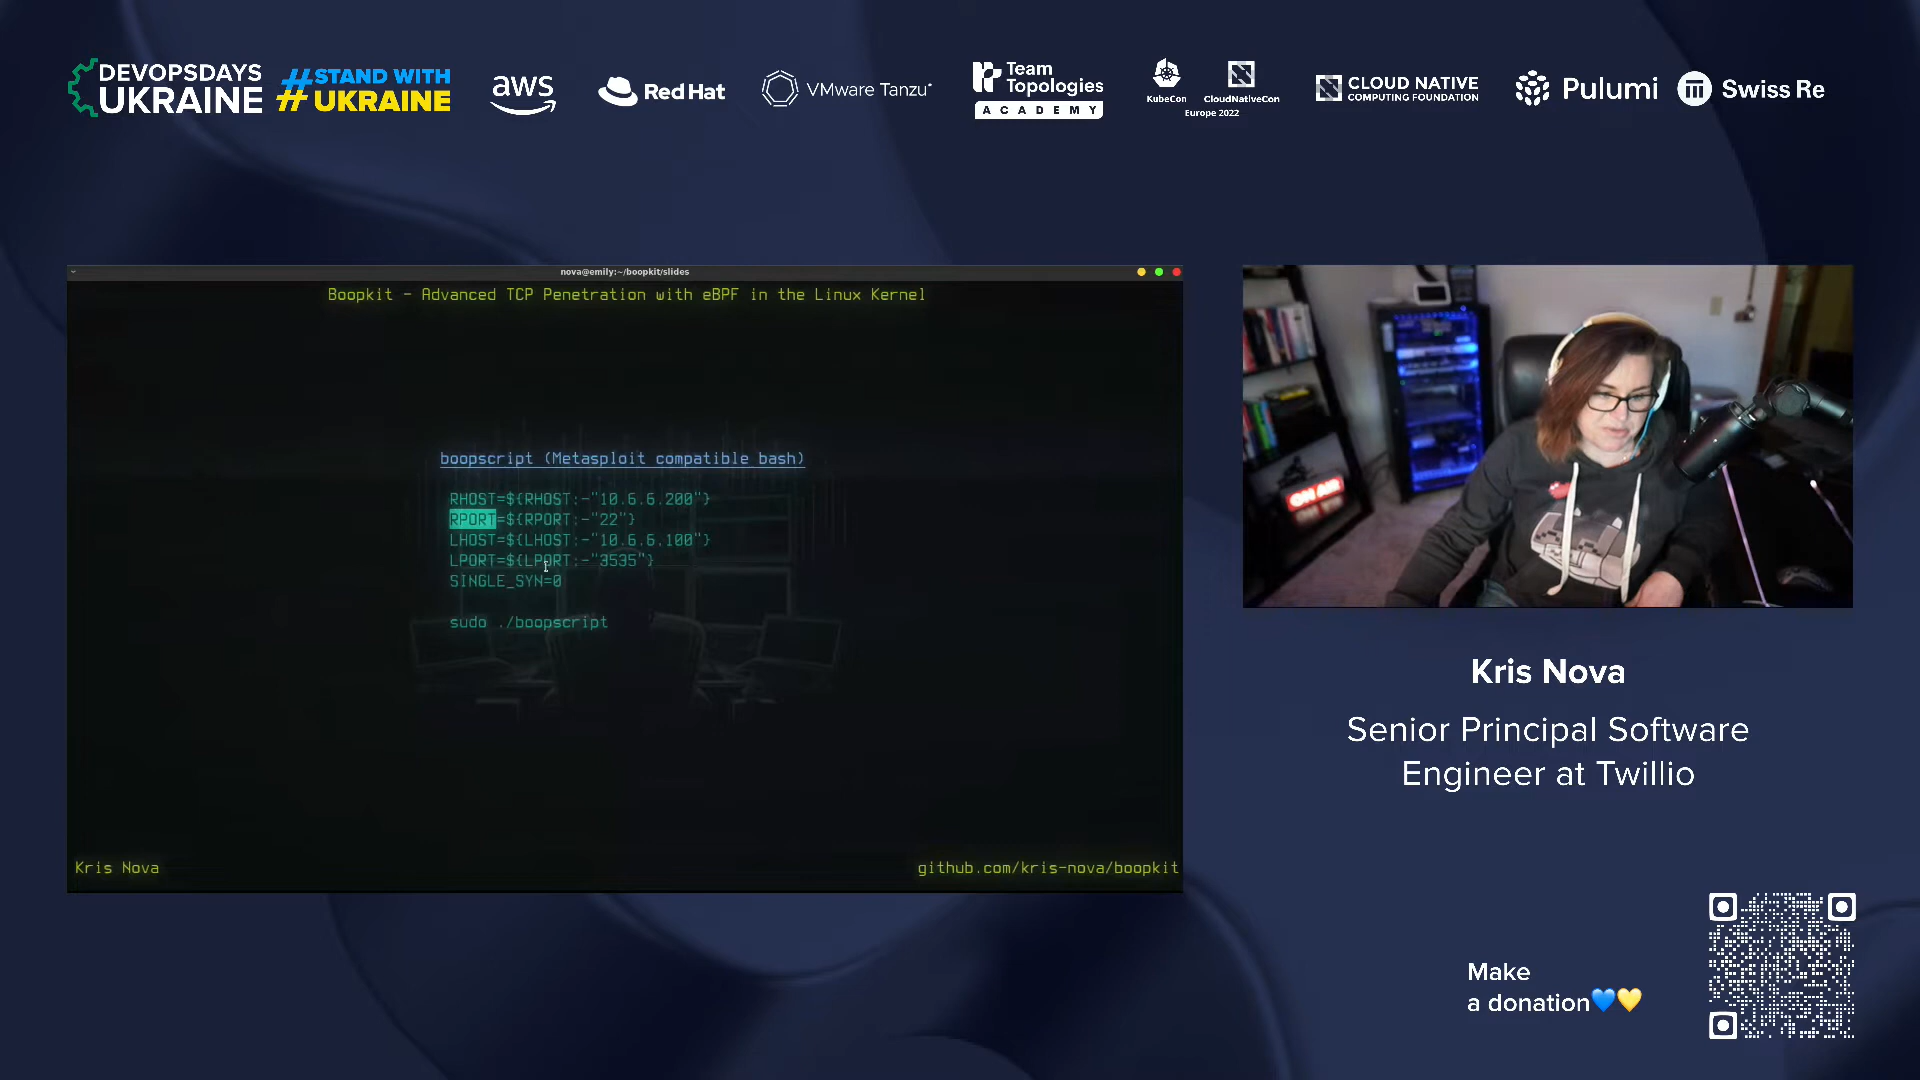 DEVOPSDAYS
UKRAINE
#STAND WITH
UKRAINE
aws
Red Hat
VMware Tanzu
Team
Topologies
ACADEMY
KubeCon
CloudNativeCon
Europe 2022
CLOUD NATIVE
COMPUTING FOUNDATION
Pulumi
Swiss Re
nova@emily:~/boopkit/slides
Boopkit - Advanced TCP Penetration with eBPF in the Linux Kernel
boopscript (Metasploit compatible bash)
RHOST=${RHOST:-"10.6.6.200"}
RPORT=${RPORT:-"22"}
LHOST=${LHOST:-"10.6.6.100"}
LPORT=${LPORT:-"3535"}
SINGLE_SYN=0
sudo ./boopscript
Kris Nova
github.com/kris-nova/boopkit
ON AIR
Kris Nova
Senior Principal Software
Engineer at Twillio
Make
a donation💙💛